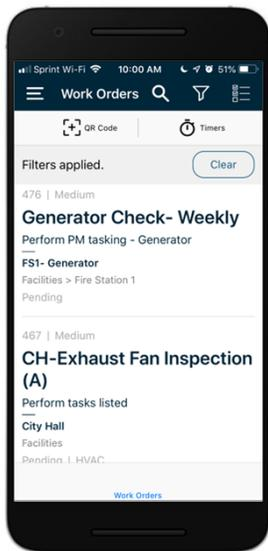 Sprint Wi-Fi 10:00 AM 51%
Work Orders
QR Code Timers
Filters applied. Clear
476 | Medium
Generator Check- Weekly
Perform PM tasking - Generator
FS1- Generator
Facilities > Fire Station 1
Pending
467 | Medium
CH-Exhaust Fan Inspection
(A)
Perform tasks listed
City Hall
Facilities
Pending | HVAC
Work Orders